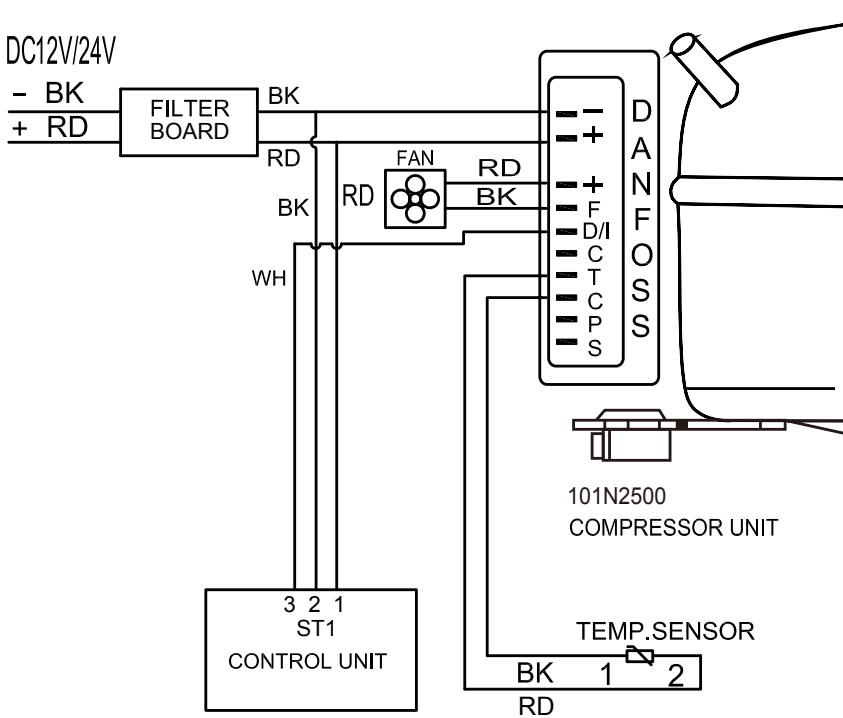 DC12V/24V
– BK
+ RD
FILTER
BOARD
BK
RD
FAN
RD
RD
BK
BK
WH
–
+
+
F
D/I
C
T
C
P
S
DANFOSS
101N2500
COMPRESSOR UNIT
3 2 1
ST1
CONTROL UNIT
TEMP.SENSOR
BK 1 2
RD